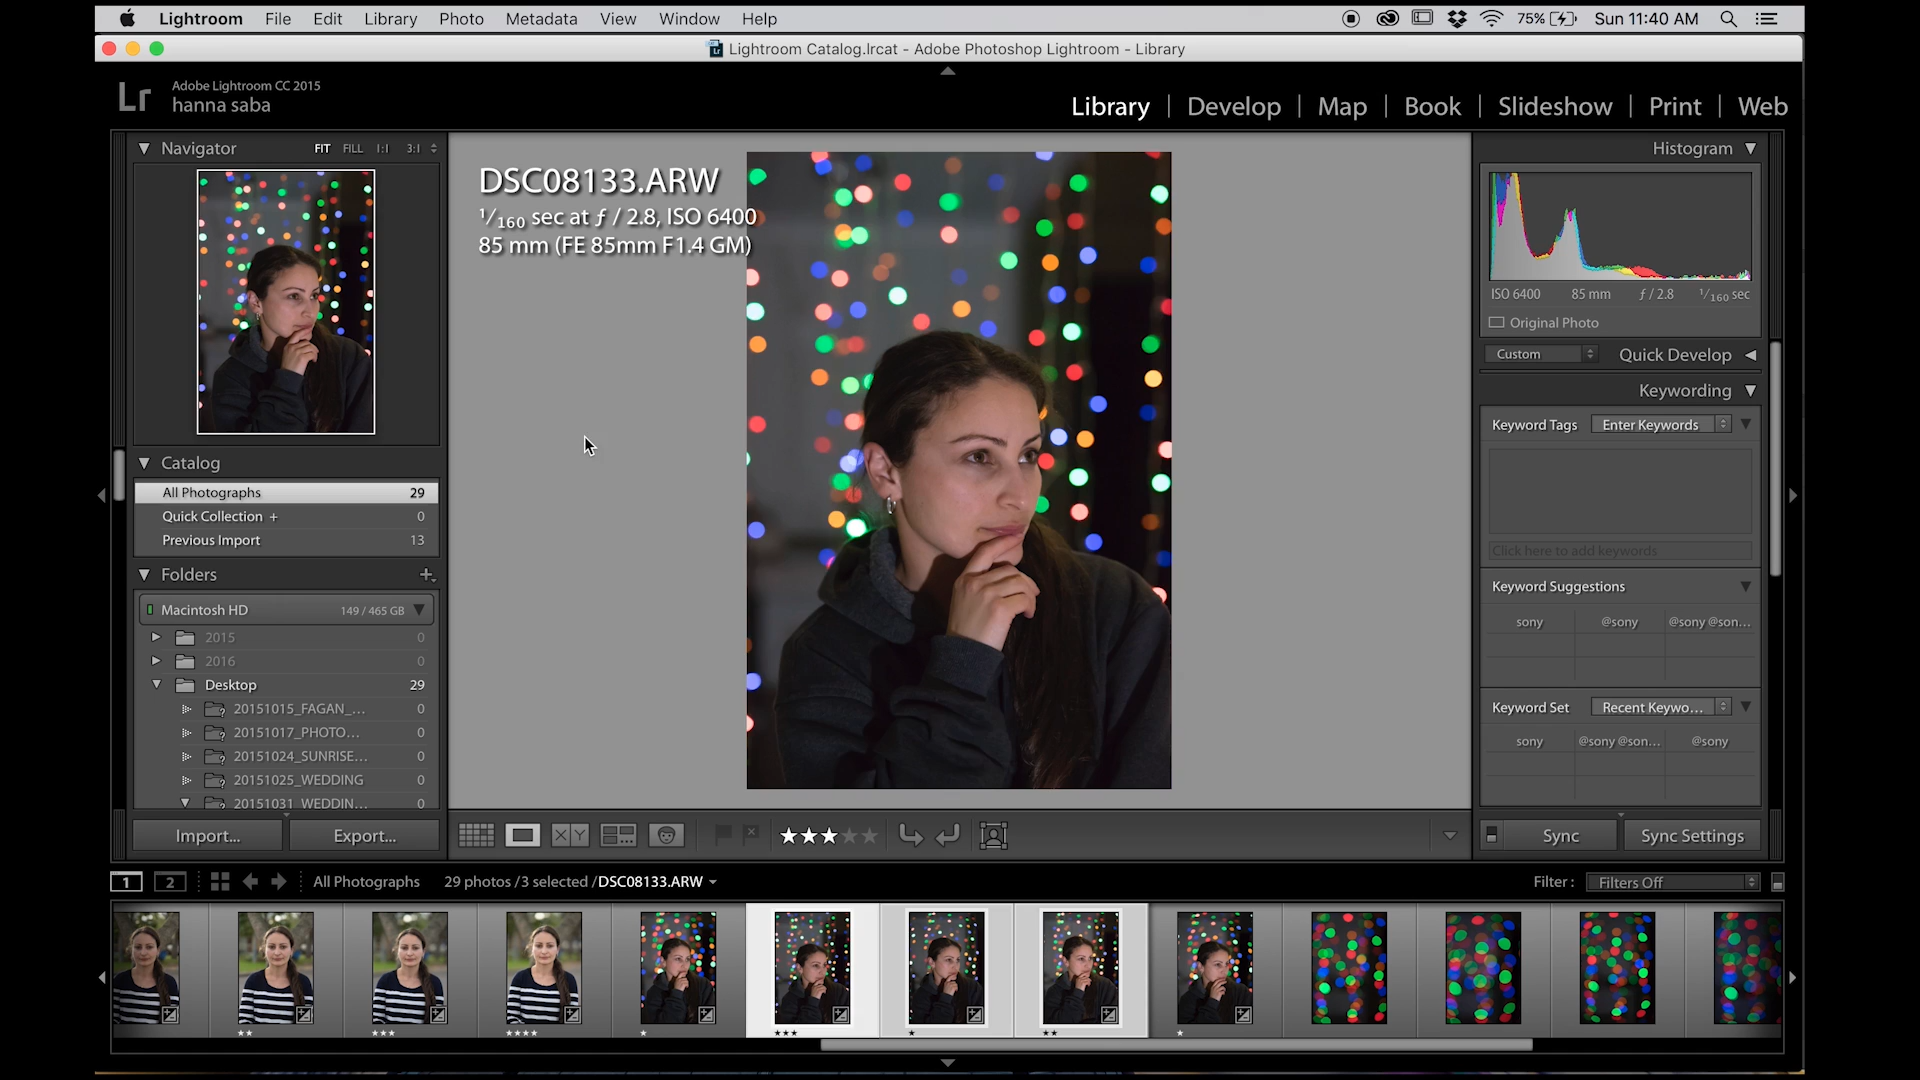 Lightroom File Edit Library Photo Metadata View Window Help
75% Sun 11:40 AM
Lr Lightroom Catalog.lrcat - Adobe Photoshop Lightroom - Library
Lr Adobe Lightroom CC 2015
hanna saba
Library | Develop | Map | Book | Slideshow | Print | Web
Navigator FIT FILL 1:1 3:1
Catalog
All Photographs 29
Quick Collection + 0
Previous Import 13
Folders +
Macintosh HD 149 / 465 GB
2015 0
2016 0
Desktop 29
20151015_FAGAN_... 0
20151017_PHOTO... 0
20151024_SUNRISE... 0
20151025_WEDDING 0
20151031_WEDDIN... 0
Import... Export...
DSC08133.ARW
1/160 sec at ƒ / 2.8, ISO 6400
85 mm (FE 85mm F1.4 GM)
X Y
Histogram
ISO 6400 85 mm ƒ / 2.8 1/160 sec
Original Photo
Custom Quick Develop
Keywording
Keyword Tags Enter Keywords
Click here to add keywords
Keyword Suggestions
sony @sony @sony @son...
Keyword Set Recent Keywo...
sony @sony @son... @sony
Sync Sync Settings
1 2 All Photographs 29 photos /3 selected /DSC08133.ARW
Filter : Filters Off